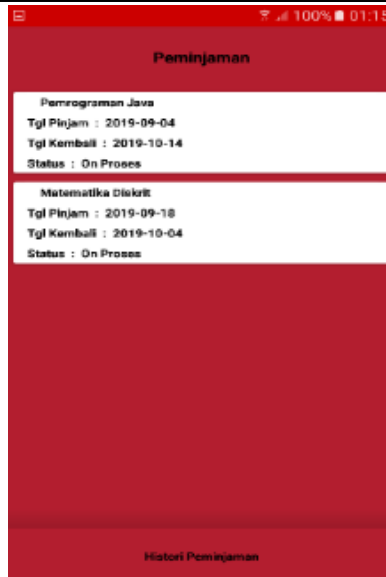 100% 01:15
Peminjaman
Pemrograman Java
Tgl Pinjam : 2019-09-04
Tgl Kembali : 2019-10-14
Status : On Proses
Matematika Diskrit
Tgl Pinjam : 2019-09-18
Tgl Kembali : 2019-10-04
Status : On Proses
Histori Peminjaman